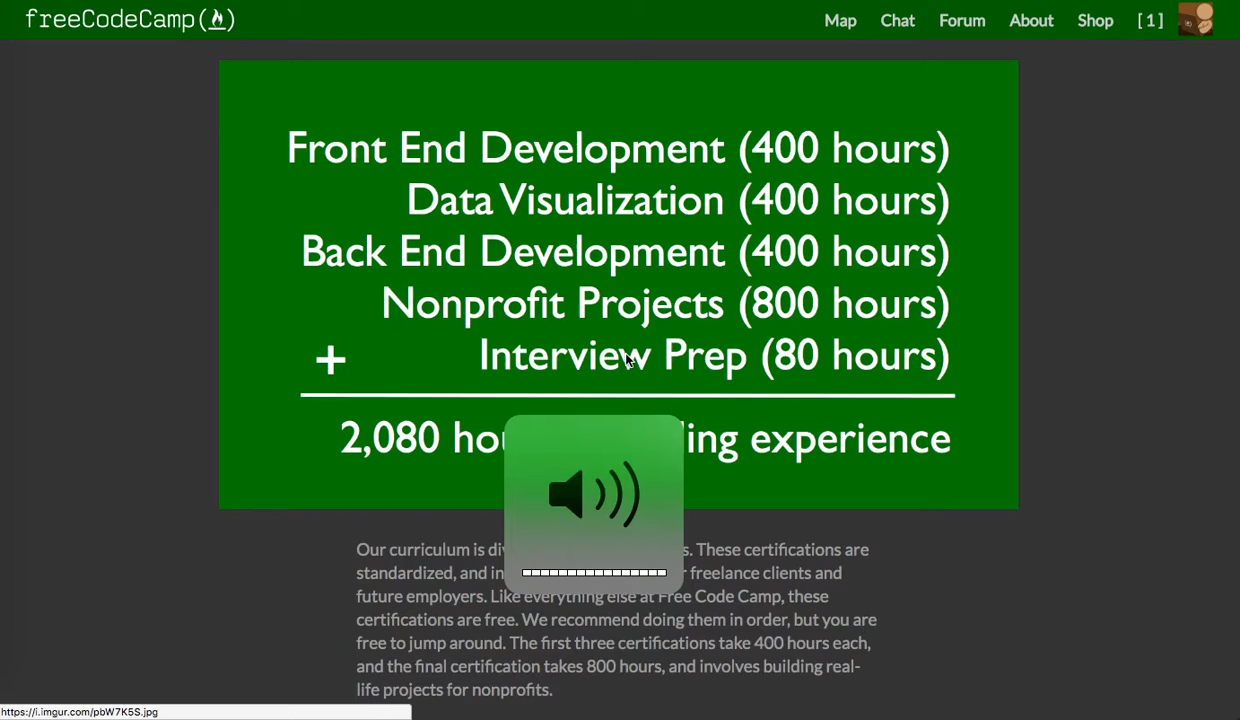 freeCodeCamp(🔥)
Map Chat Forum About Shop [ 1 ]
Front End Development (400 hours)
Data Visualization (400 hours)
Back End Development (400 hours)
Nonprofit Projects (800 hours)
+ Interview Prep (80 hours)
2,080 hou ling experience
Our curriculum is di s. These certifications are
standardized, and in r freelance clients and
future employers. Like everything else at Free Code Camp, these
certifications are free. We recommend doing them in order, but you are
free to jump around. The first three certifications take 400 hours each,
and the final certification takes 800 hours, and involves building real-
life projects for nonprofits.
https://i.imgur.com/pbW7K5S.jpg